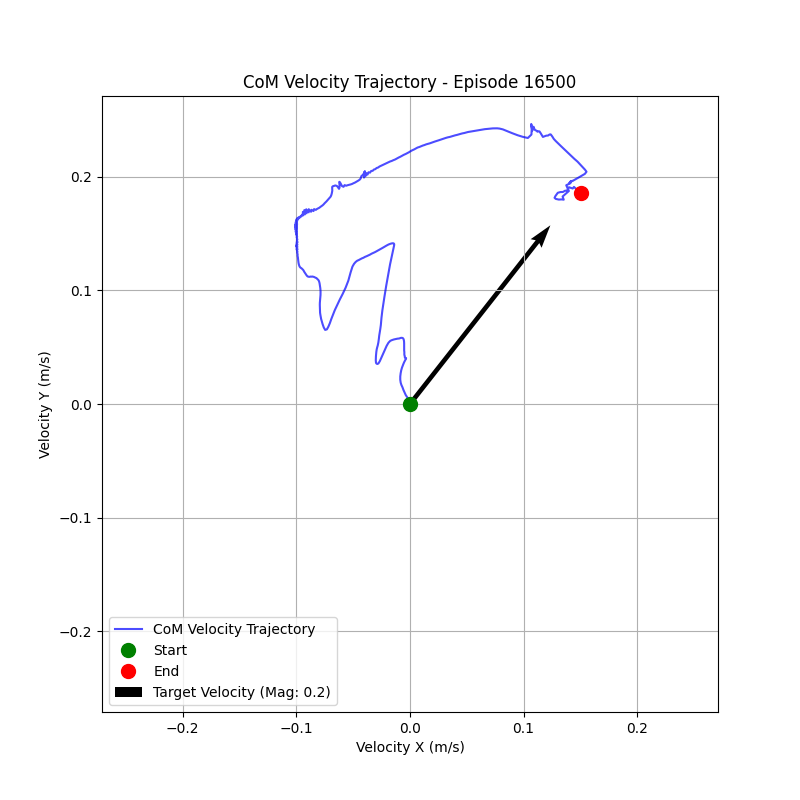 CoM Velocity Trajectory - Episode 16500
Velocity Y (m/s)
0.2
0.1
0.0
−0.1
−0.2
CoM Velocity Trajectory
Start
End
Target Velocity (Mag: 0.2)
−0.2 −0.1 0.0 0.1 0.2
Velocity X (m/s)